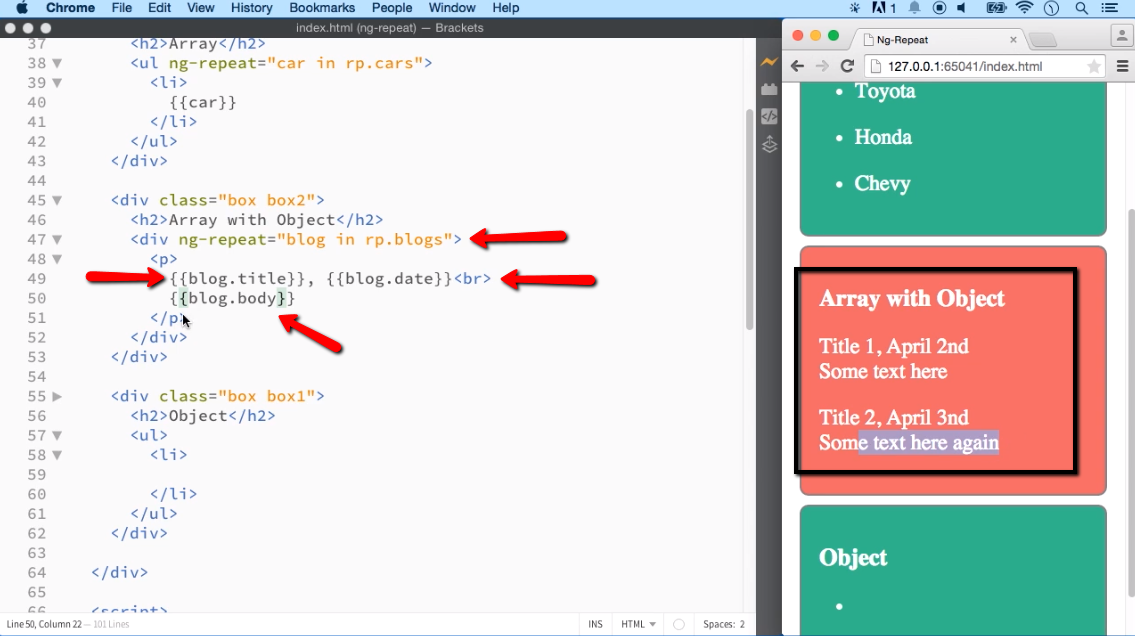 Chrome File Edit View History Bookmarks People Window Help
1
index.html (ng-repeat) — Brackets
37 <h2>Array</h2>
38 <ul ng-repeat="car in rp.cars">
39 <li>
40 {{car}}
41 </li>
42 </ul>
43 </div>
44
45 <div class="box box2">
46 <h2>Array with Object</h2>
47 <div ng-repeat="blog in rp.blogs">
48 <p>
49 {{blog.title}}, {{blog.date}}<br>
50 {{blog.body}}
51 </p>
52 </div>
53 </div>
54
55 <div class="box box1">
56 <h2>Object</h2>
57 <ul>
58 <li>
59
60 </li>
61 </ul>
62 </div>
63
64 </div>
65
66 <script>
Line 50, Column 22 — 101 Lines
INS HTML Spaces: 2
Ng-Repeat
127.0.0.1:65041/index.html
Toyota
Honda
Chevy
Array with Object
Title 1, April 2nd
Some text here
Title 2, April 3nd
Some text here again
Object